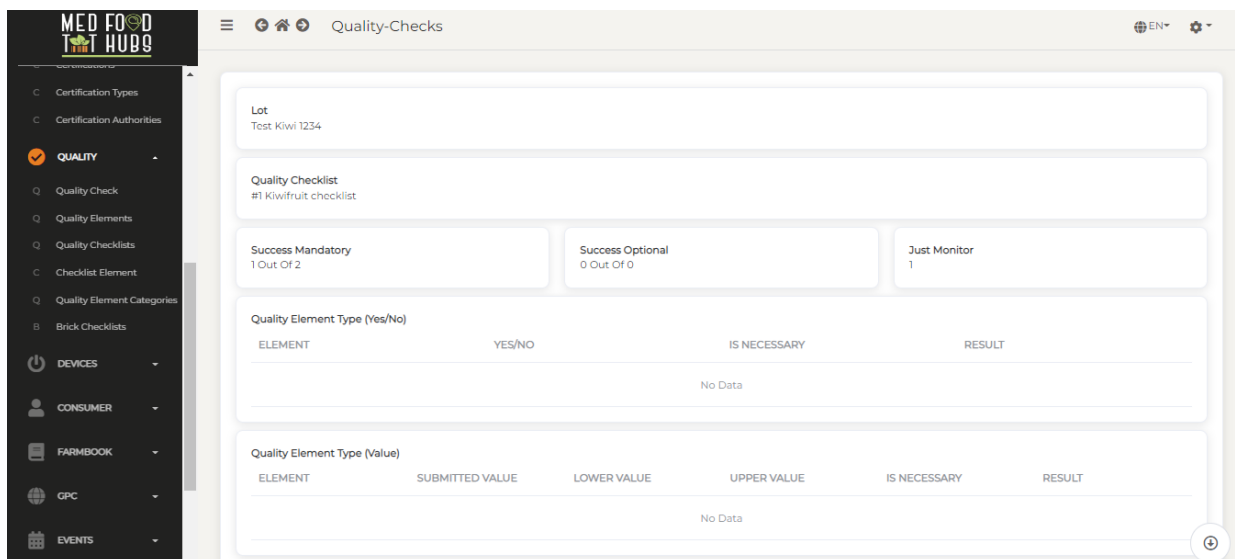 MED FOOD
TTHUBS
Quality-Checks
EN
Certifications
C Certification Types
C Certification Authorities
QUALITY
Q Quality Check
Q Quality Elements
Q Quality Checklists
C Checklist Element
Q Quality Element Categories
B Brick Checklists
DEVICES
CONSUMER
FARMBOOK
GPC
EVENTS
Lot
Test Kiwi 1234
Quality Checklist
#1 Kiwifruit checklist
Success Mandatory
1 Out Of 2
Success Optional
0 Out Of 0
Just Monitor
1
Quality Element Type (Yes/No)
ELEMENT YES/NO IS NECESSARY RESULT
No Data
Quality Element Type (Value)
ELEMENT SUBMITTED VALUE LOWER VALUE UPPER VALUE IS NECESSARY RESULT
No Data